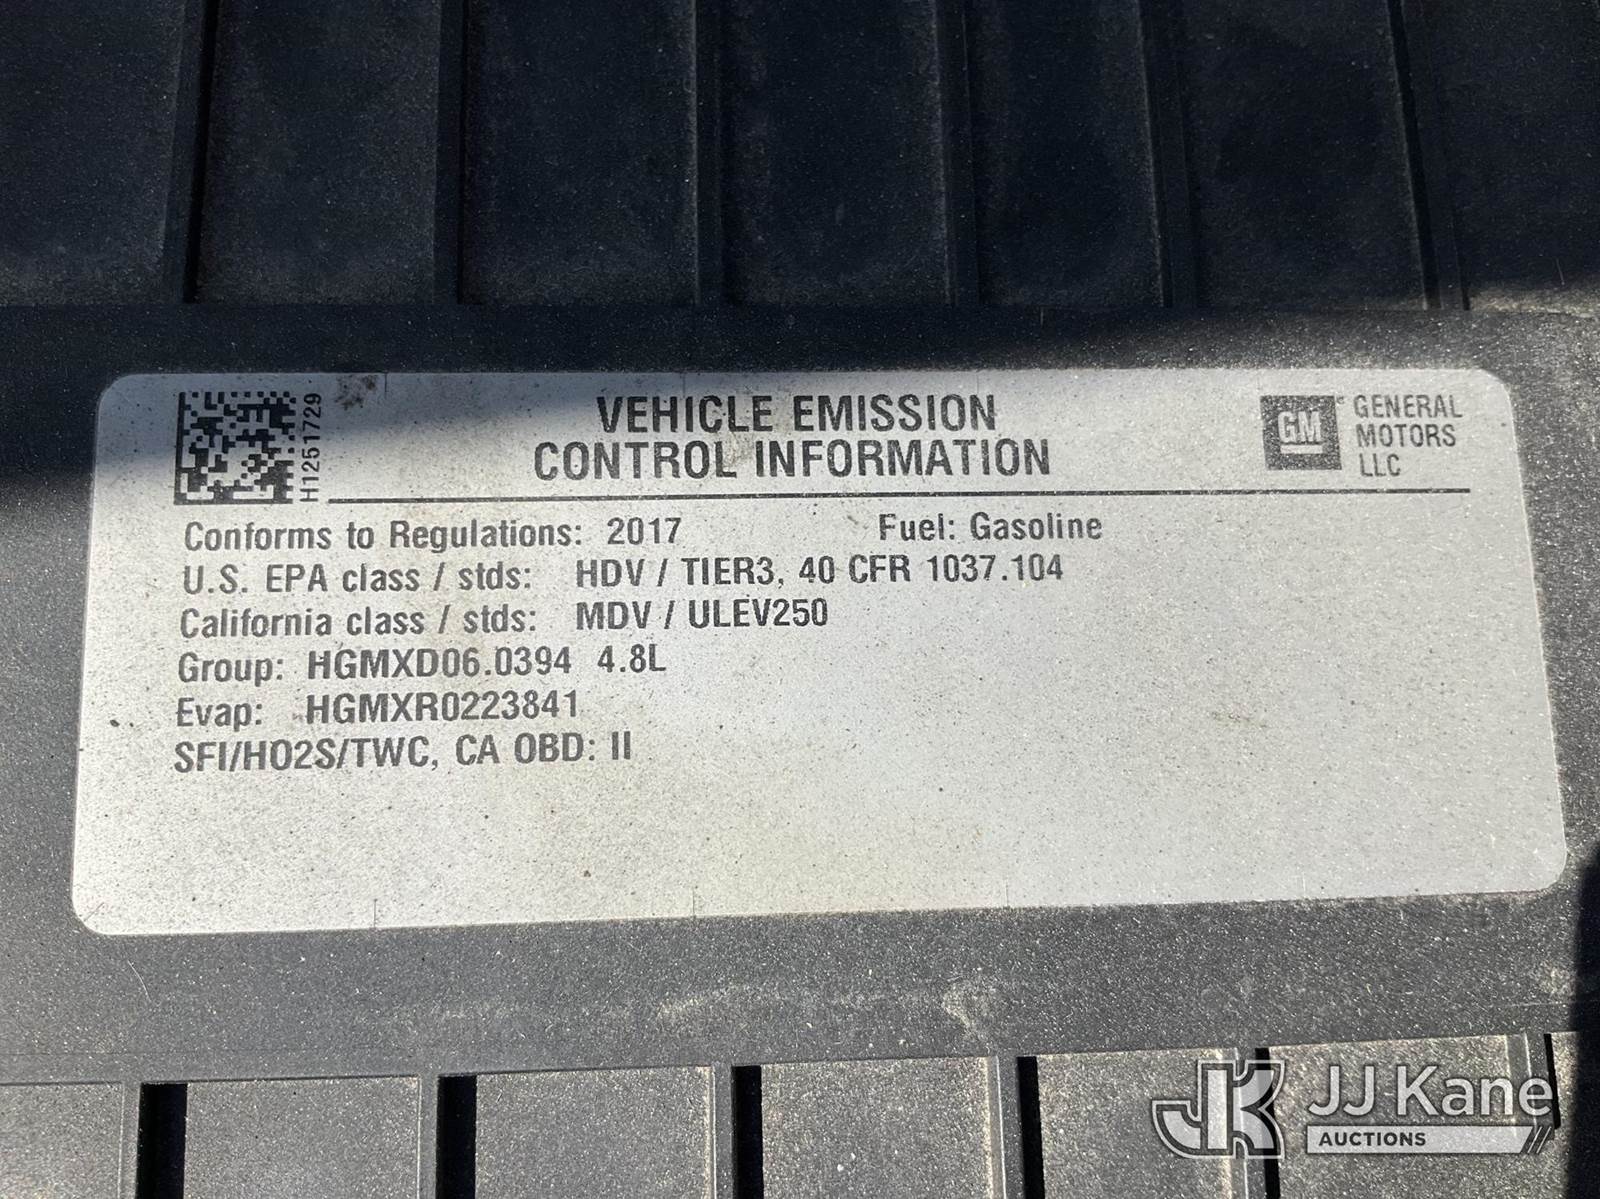 H1251729
VEHICLE EMISSION
CONTROL INFORMATION
GM
GENERAL
MOTORS
LLC
Conforms to Regulations: 2017 Fuel: Gasoline
U.S. EPA class / stds: HDV / TIER3, 40 CFR 1037.104
California class / stds: MDV / ULEV250
Group: HGMXD06.0394 4.8L
Evap: HGMXR0223841
SFI/HO2S/TWC, CA OBD: II
JK
JJ Kane
AUCTIONS